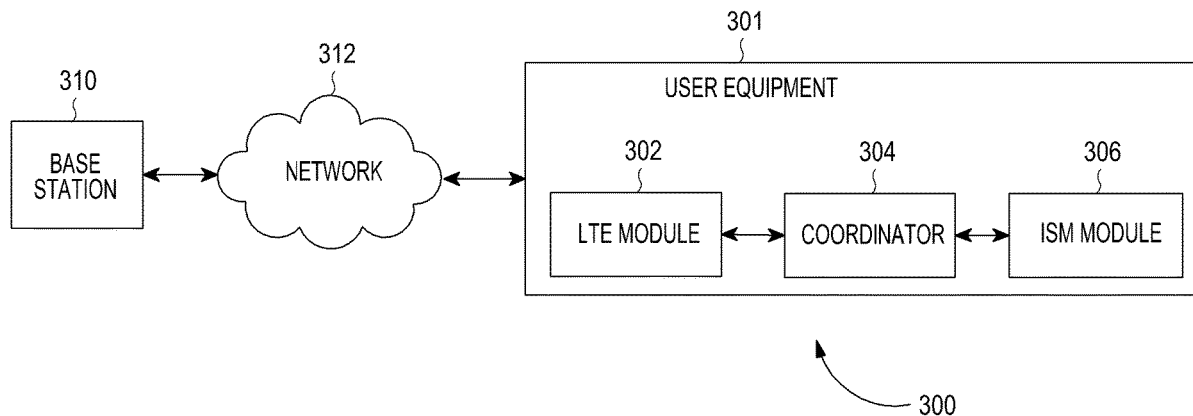 301
312
310
USER EQUIPMENT
302
304
306
BASE
STATION
NETWORK
LTE MODULE
COORDINATOR
ISM MODULE
300